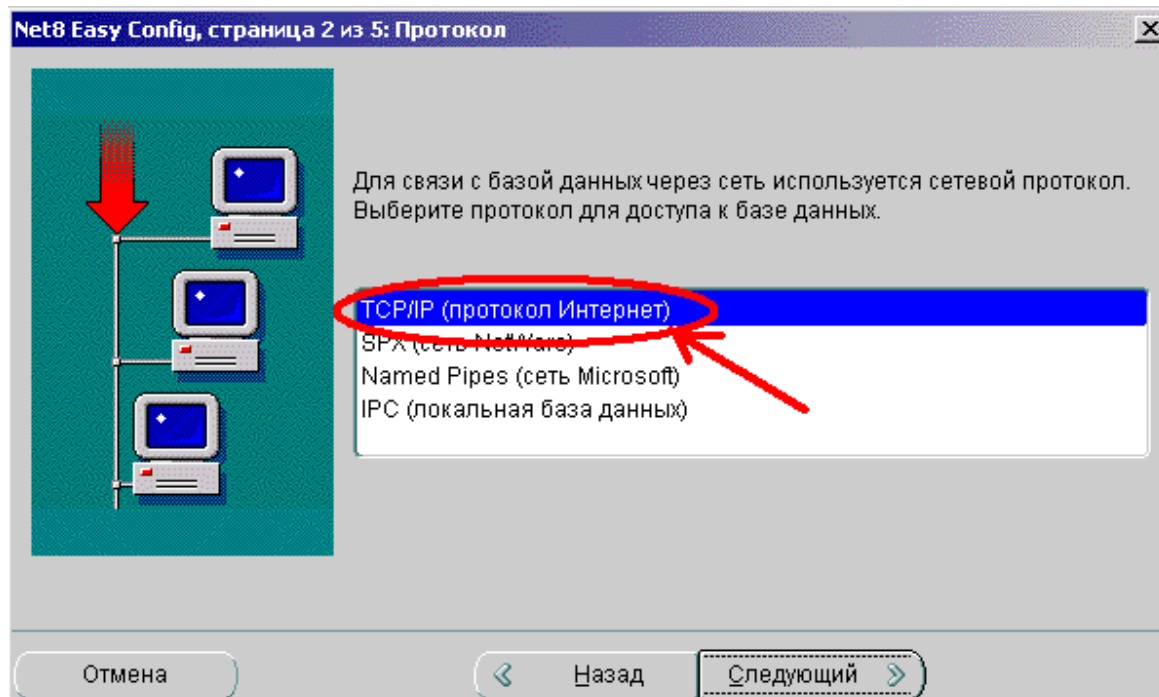 Net8 Easy Config, страница 2 из 5: Протокол
Для связи с базой данных через сеть используется сетевой протокол.
Выберите протокол для доступа к базе данных.
TCP/IP (протокол Интернет)
SPX (сеть NetWare)
Named Pipes (сеть Microsoft)
IPC (локальная база данных)
Отмена
Назад
Следующий